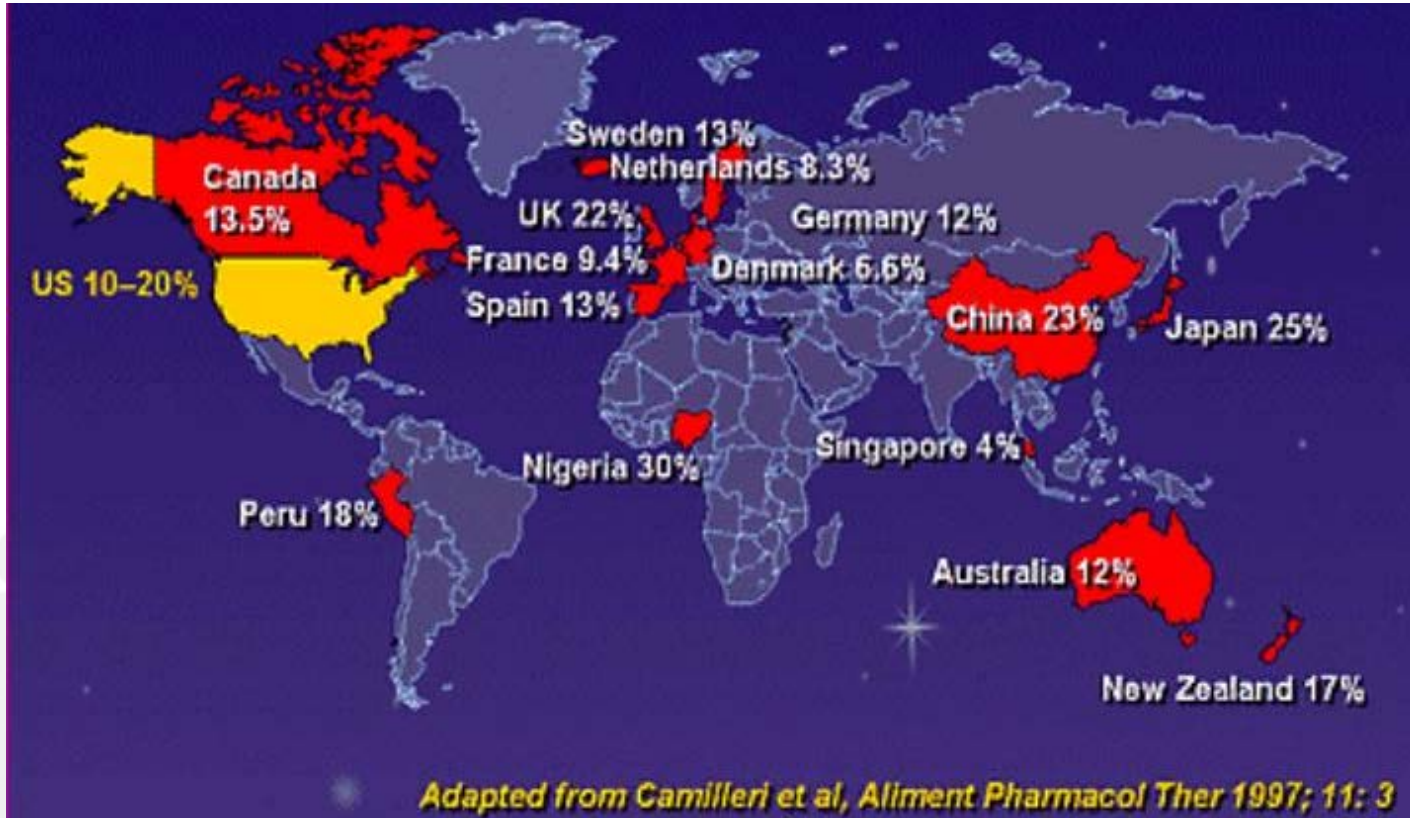 Sweden 13%
Netherlands 8.3%
Canada
13.5%
UK 22%
Germany 12%
France 9.4%
Denmark 6.6%
US 10–20%
Spain 13%
China 23%
Japan 25%
Singapore 4%
Nigeria 30%
Peru 18%
Australia 12%
New Zealand 17%
Adapted from Camilleri et al, Aliment Pharmacol Ther 1997; 11: 3